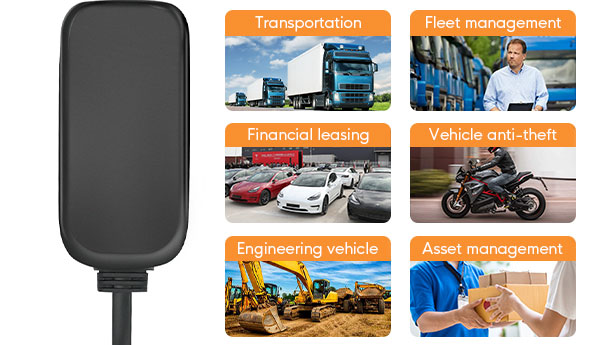 Transportation
Fleet management
Financial leasing
Vehicle anti-theft
Engineering vehicle
Asset management